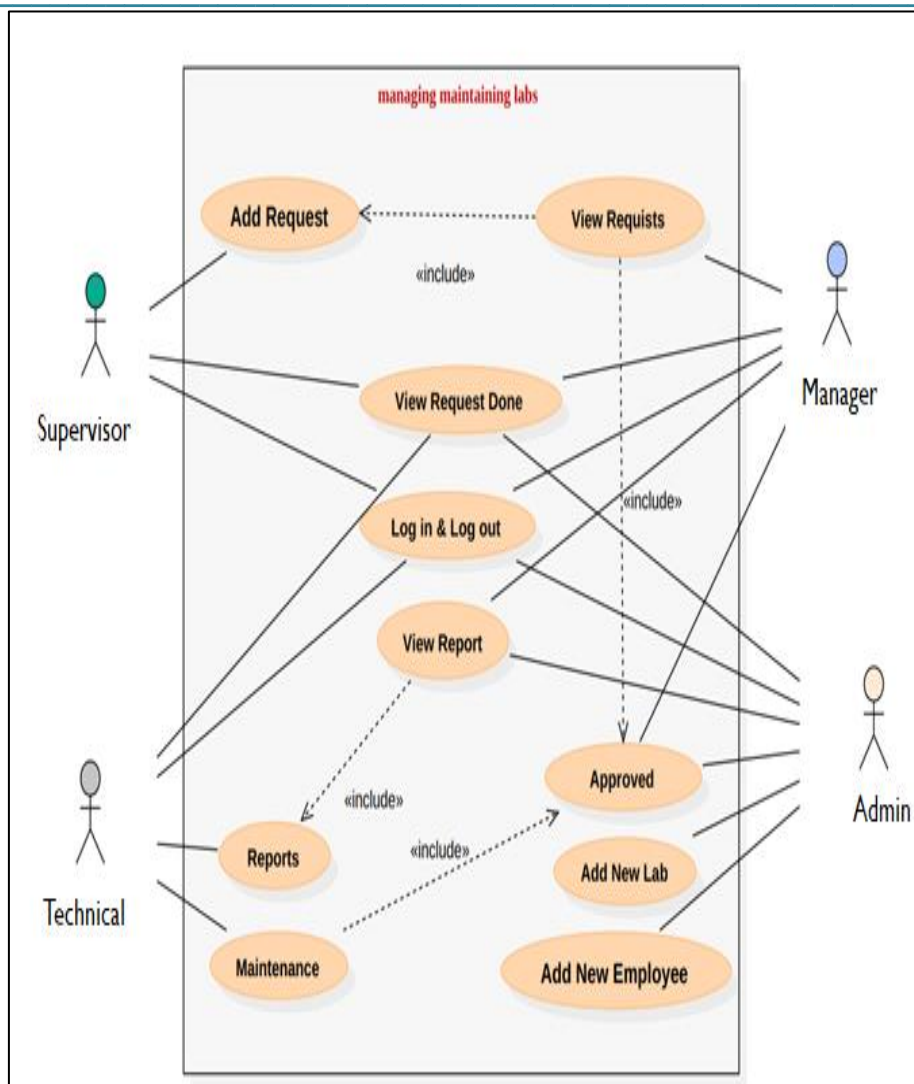 managing maintaining labs
Add Request
View Requists
«include»
Supervisor
Manager
View Request Done
Log in & Log out
«include»
View Report
Approved
«include»
Admin
Reports
«include»
Add New Lab
Technical
Maintenance
Add New Employee